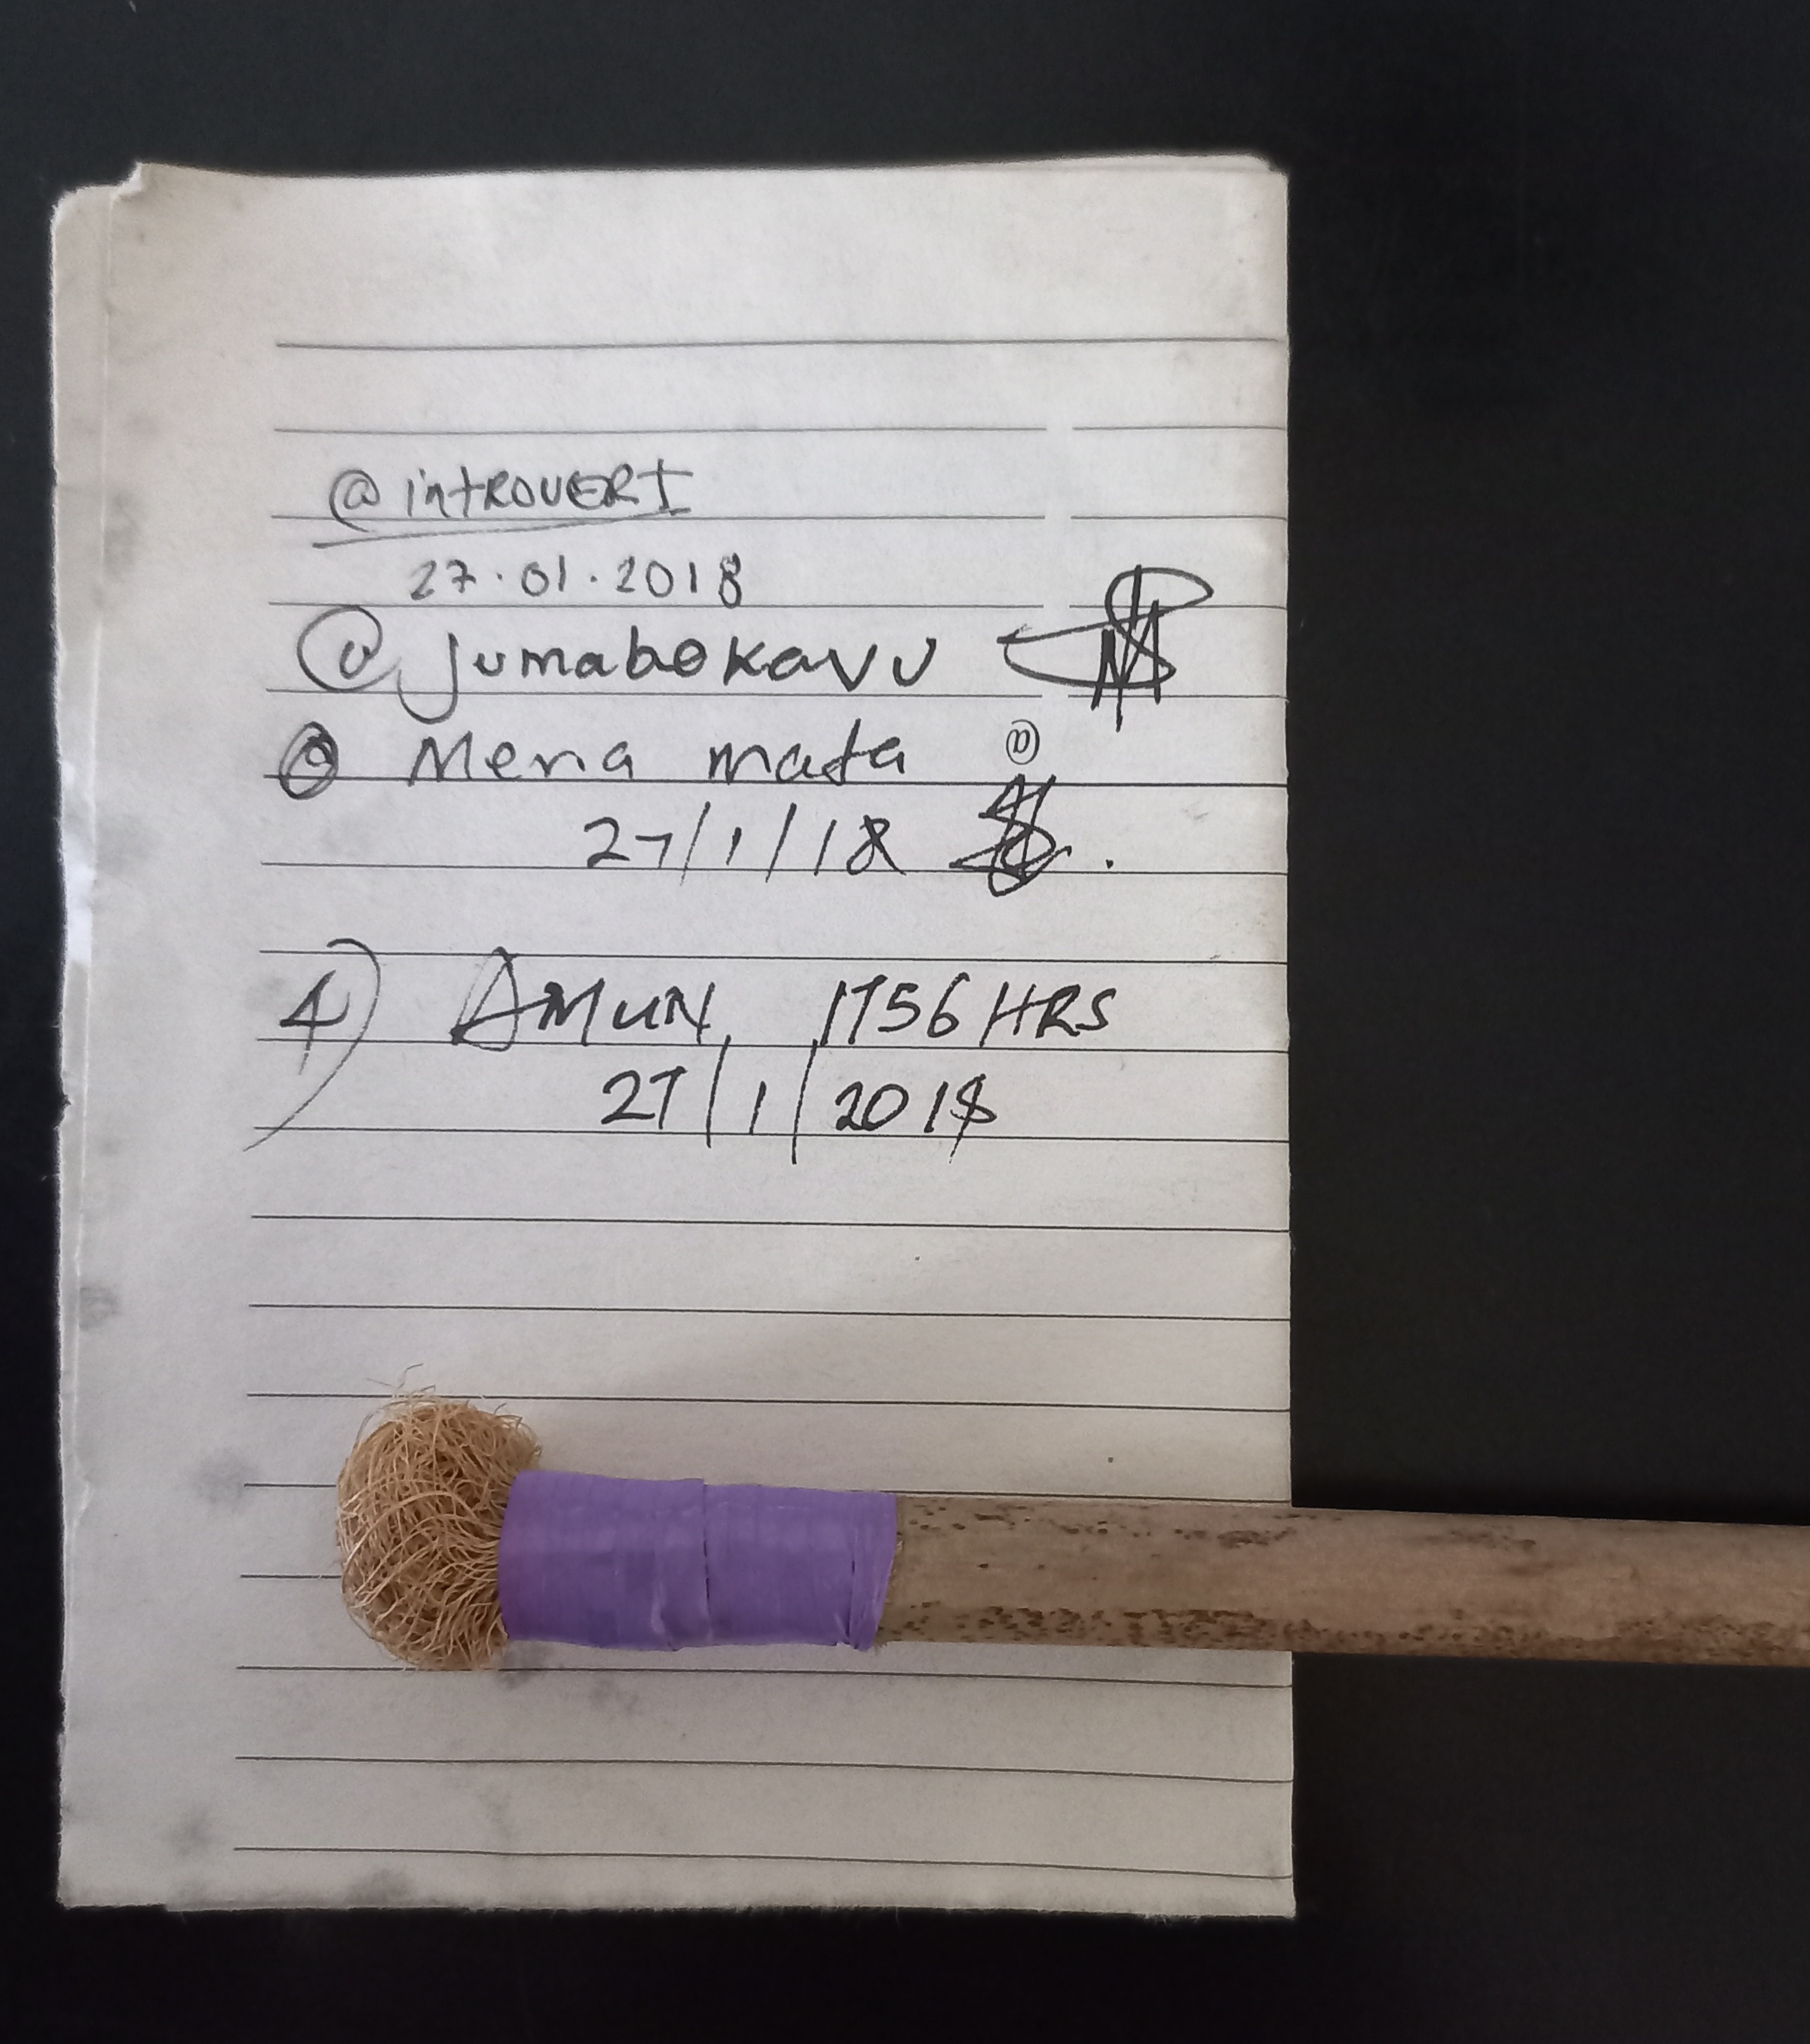 @ intROVERT
27.01.2018
@ Jumabokavu
@ Mena mata @
27/1/18
4) AMUN, 1756 HRS
27/1/2018